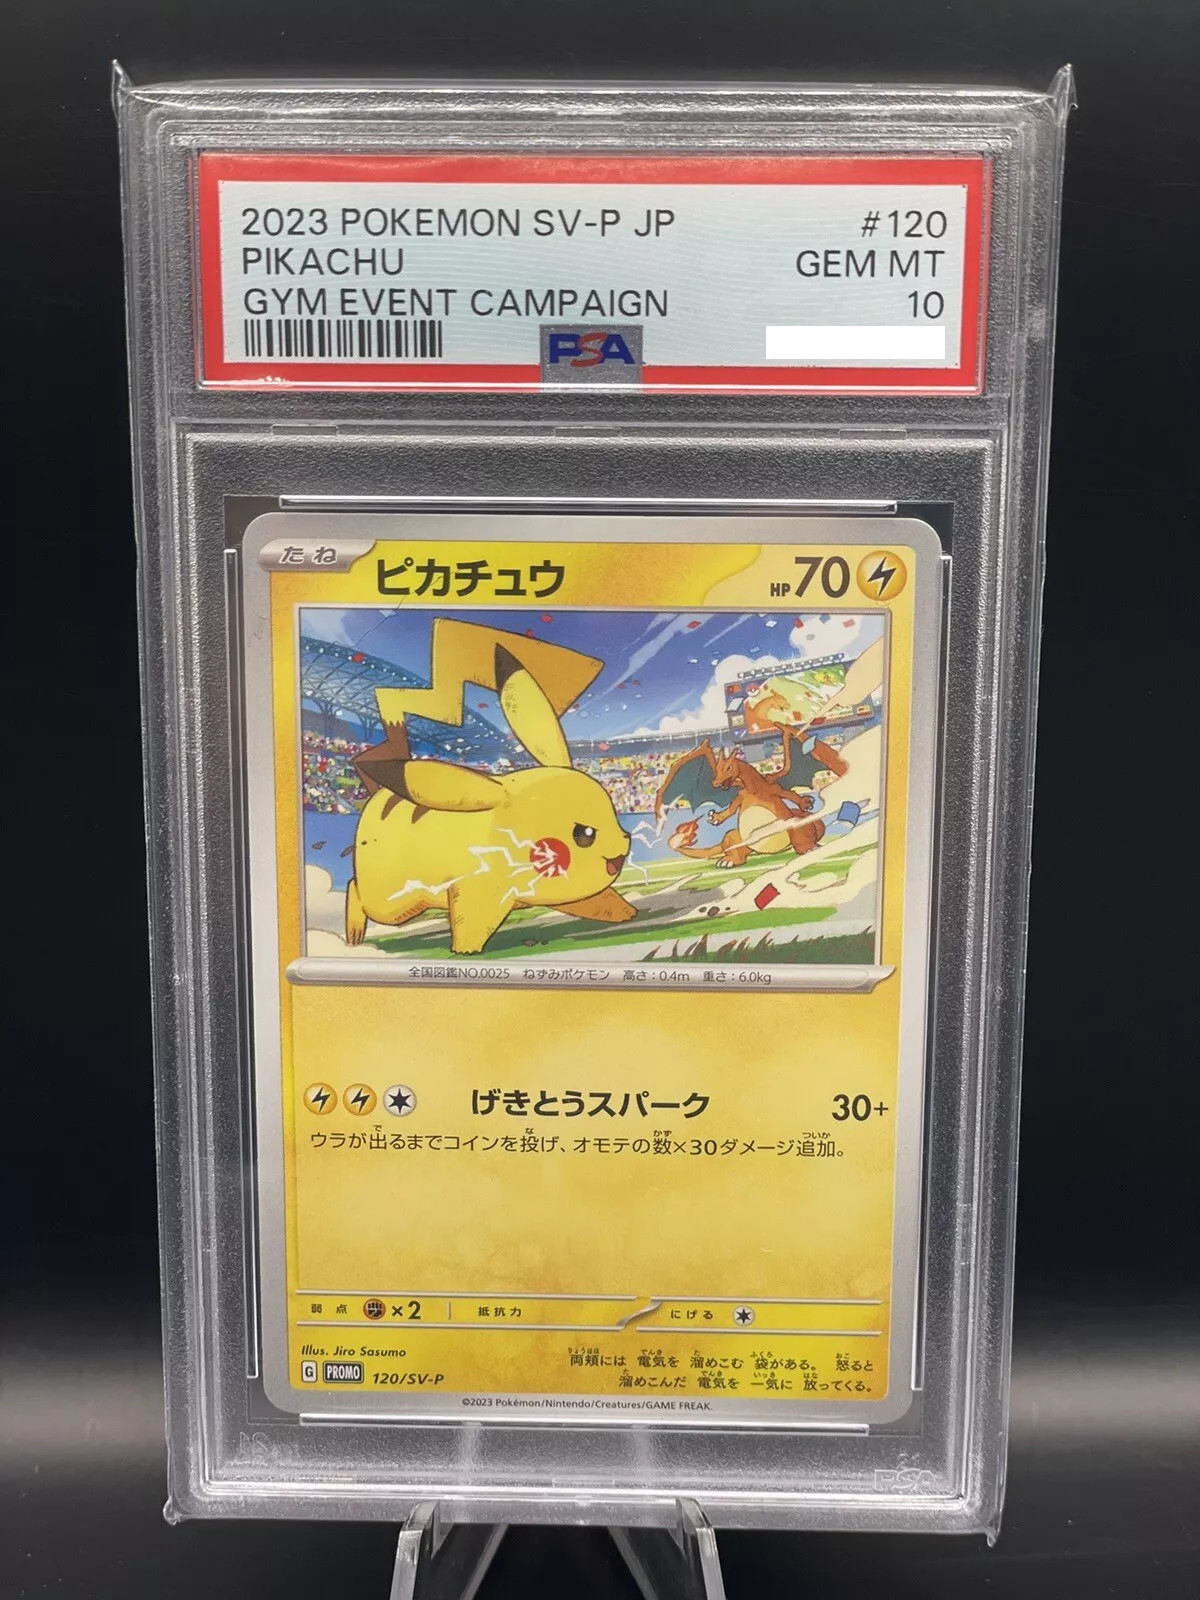 2023 POKEMON SV-P JP #120
PIKACHU GEM MT
GYM EVENT CAMPAIGN 10
PSA
たね ピカチュウ HP 70
全国図鑑NO.0025 ねずみポケモン 高さ:0.4m 重さ:6.0kg
げきとうスパーク 30+
ウラが出るまでコインを投げ、オモテの数×30ダメージ追加。
弱点 ×2 抵抗力 にげる
Illus. Jiro Sasumo
両頬には 電気を 溜めこむ 袋がある。 怒ると
溜めこんだ 電気を 一気に 放ってくる。
G PROMO 120/SV-P
©2023 Pokémon/Nintendo/Creatures/GAME FREAK.
PSA